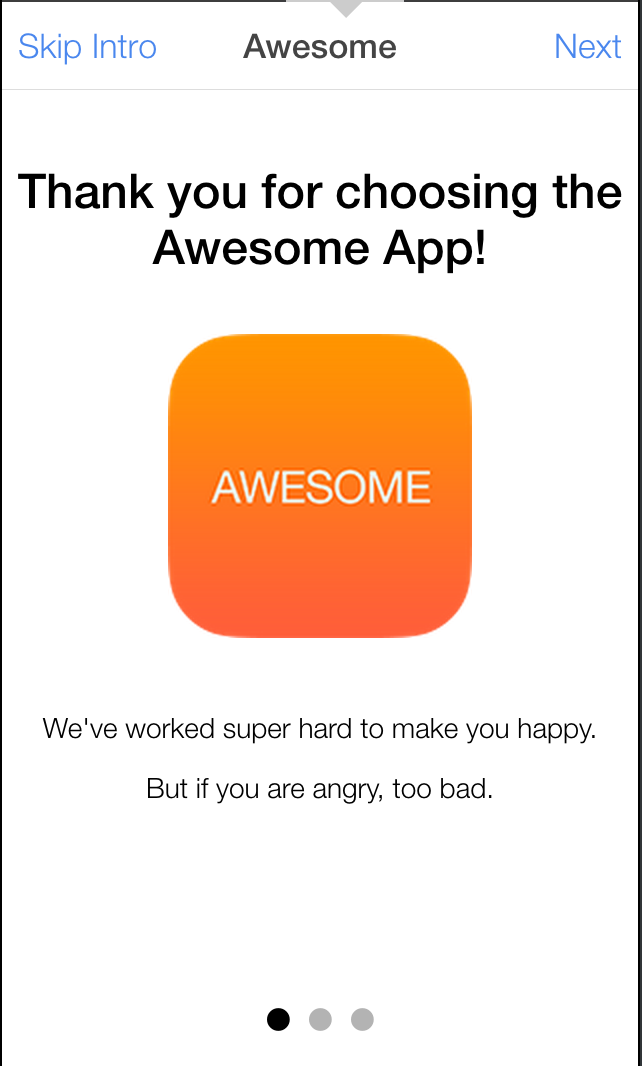 Skip Intro
Awesome
Next
Thank you for choosing the
Awesome App!
AWESOME
We've worked super hard to make you happy.
But if you are angry, too bad.